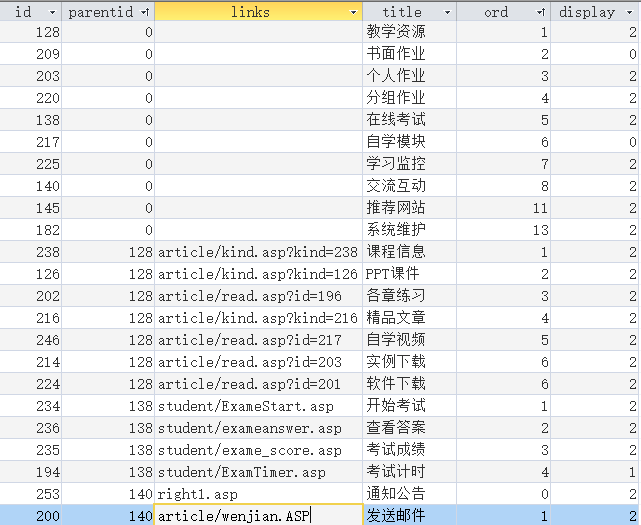 id parentid links title ord display
128 0 教学资源 1 2
209 0 书面作业 2 0
203 0 个人作业 3 2
220 0 分组作业 4 2
138 0 在线考试 5 2
217 0 自学模块 6 0
225 0 学习监控 7 2
140 0 交流互动 8 2
145 0 推荐网站 11 2
182 0 系统维护 13 2
238 128 article/kind.asp?kind=238 课程信息 1 2
126 128 article/kind.asp?kind=126 PPT课件 2 2
202 128 article/read.asp?id=196 各章练习 3 2
216 128 article/kind.asp?kind=216 精品文章 4 2
246 128 article/read.asp?id=217 自学视频 5 2
214 128 article/read.asp?id=203 实例下载 6 2
224 128 article/read.asp?id=201 软件下载 6 2
234 138 student/ExameStart.asp 开始考试 1 2
236 138 student/exameanswer.asp 查看答案 2 2
235 138 student/exame_score.asp 考试成绩 3 2
194 138 student/ExamTimer.asp 考试计时 4 1
253 140 right1.asp 通知公告 0 2
200 140 article/wenjian.ASP 发送邮件 1 2